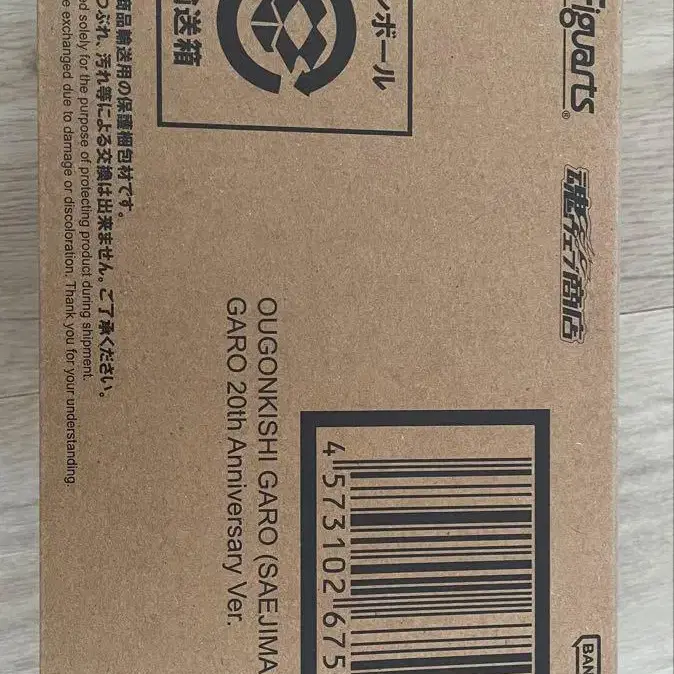 Figuarts®
魂ウェブ商店
ンボール
送箱
商品輸送用の保護梱包材です。
つぶれ、汚れ等による交換は出来ません。ご了承ください。
ed solely for the purpose of protecting product during shipment.
be exchanged due to damage or discoloration. Thank you for your understanding.
OUGONKISHI GARO (SAEJIMA
GARO 20th Anniversary Ver.
4 573102 675
BAN